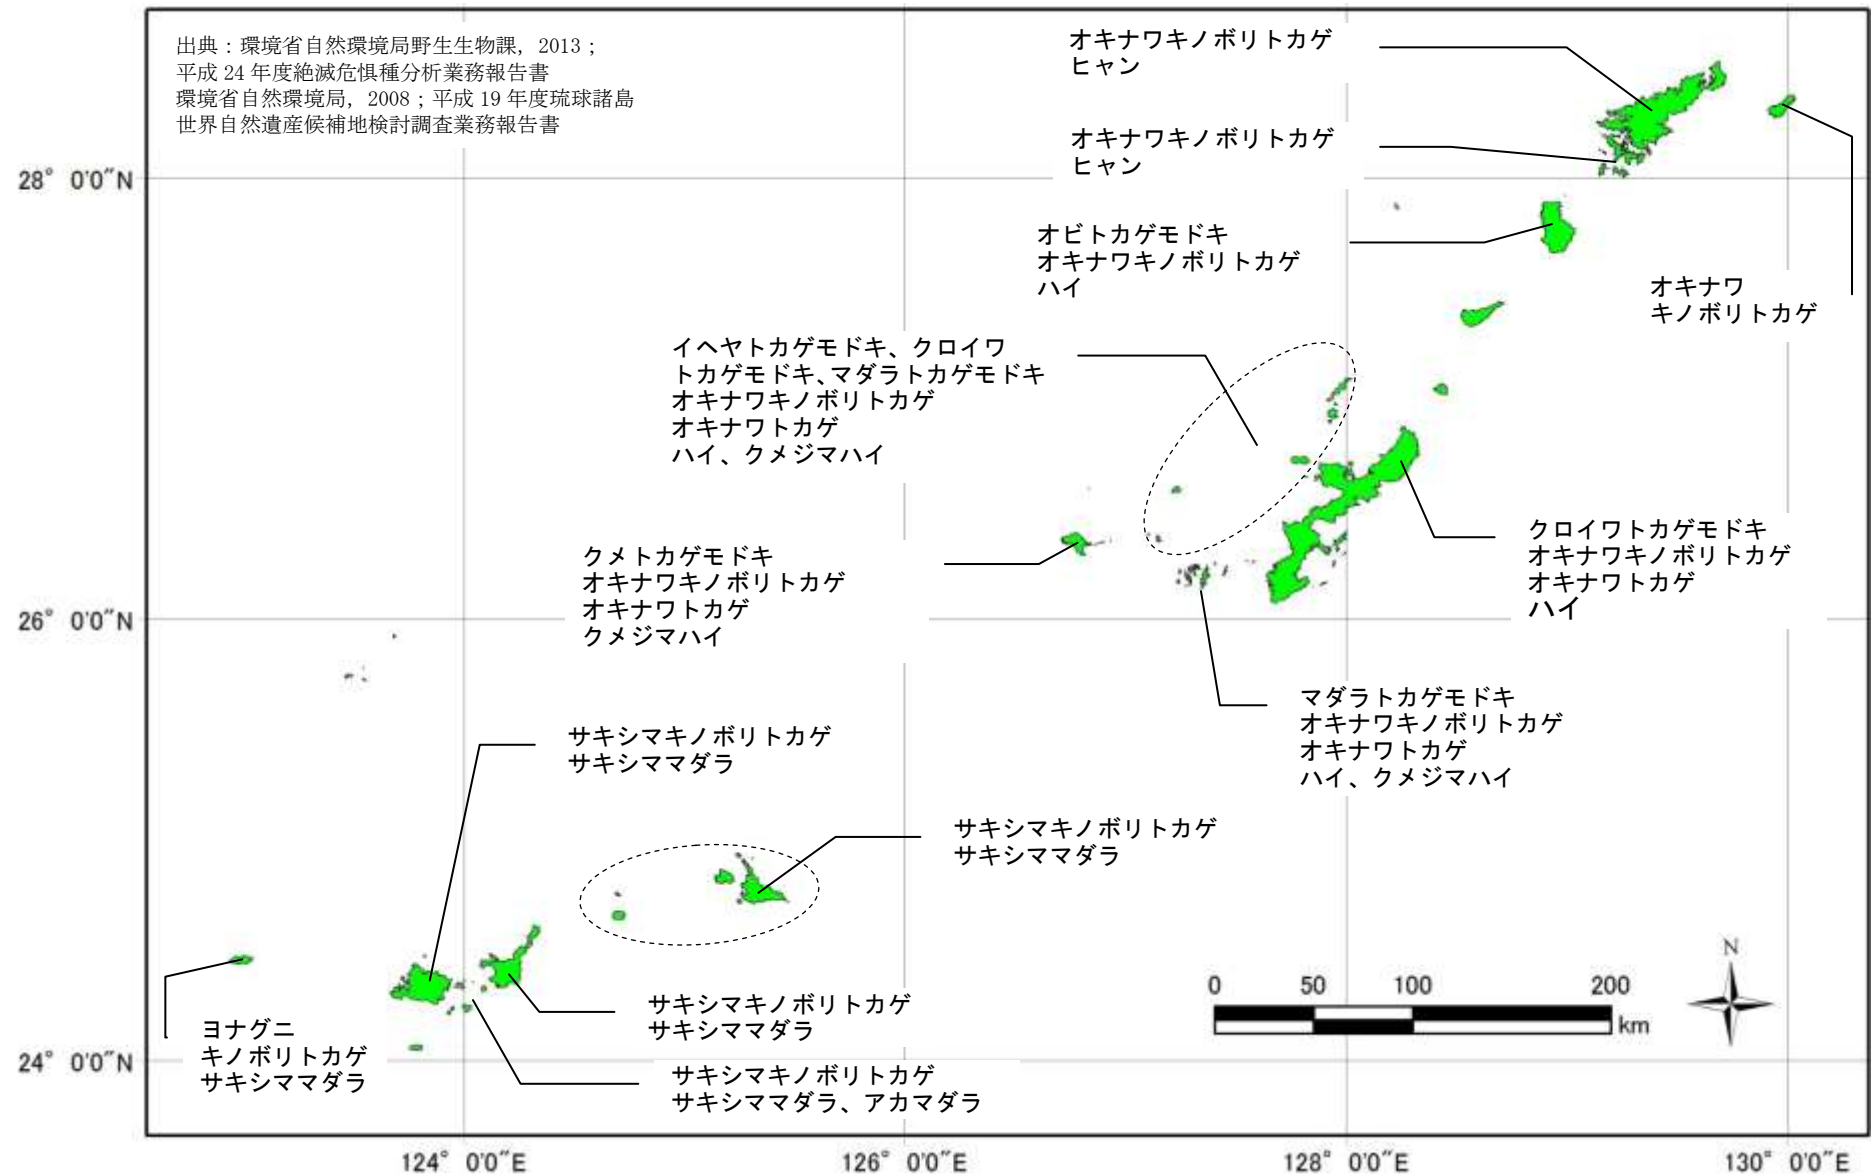 出典：環境省自然環境局野生生物課，2013；
平成 24 年度絶滅危惧種分析業務報告書
環境省自然環境局，2008；平成 19 年度琉球諸島
世界自然遺産候補地検討調査業務報告書
オキナワキノボリトカゲ
ヒャン
オキナワキノボリトカゲ
ヒャン
28° 0'0"N
オビトカゲモドキ
オキナワキノボリトカゲ
ハイ
オキナワ
キノボリトカゲ
イヘヤトカゲモドキ、クロイワ
トカゲモドキ、マダラトカゲモドキ
オキナワキノボリトカゲ
オキナワトカゲ
ハイ、クメジマハイ
クメトカゲモドキ
オキナワキノボリトカゲ
オキナワトカゲ
クメジマハイ
クロイワトカゲモドキ
オキナワキノボリトカゲ
オキナワトカゲ
ハイ
26° 0'0"N
マダラトカゲモドキ
オキナワキノボリトカゲ
オキナワトカゲ
ハイ、クメジマハイ
サキシマキノボリトカゲ
サキシママダラ
サキシマキノボリトカゲ
サキシママダラ
サキシマキノボリトカゲ
サキシママダラ
ヨナグニ
キノボリトカゲ
サキシママダラ
サキシマキノボリトカゲ
サキシママダラ、アカマダラ
24° 0'0"N
N
0 50 100 200
km
124° 0'0"E 126° 0'0"E 128° 0'0"E 130° 0'0"E